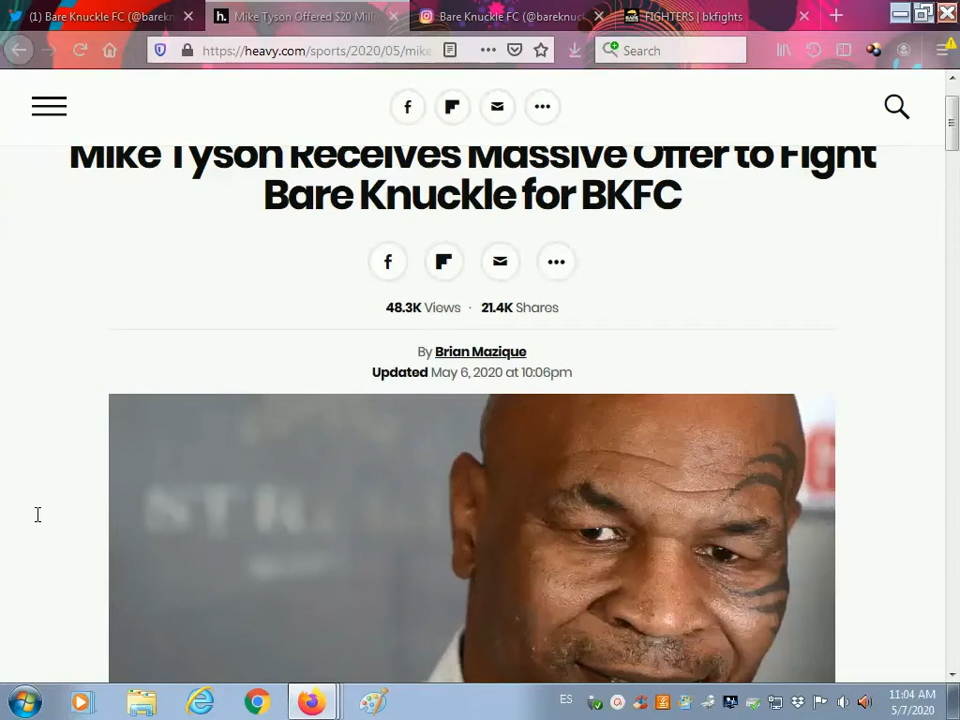 (1) Bare Knuckle FC (@barekn
Mike Tyson Offered $20 Milli
Bare Knuckle FC (@bareknuc
FIGHTERS | bkfights
https://heavy.com/sports/2020/05/mike
Search
Mike Tyson Receives Massive Offer to Fight
Bare Knuckle for BKFC
48.3K Views · 21.4K Shares
By Brian Mazique
Updated May 6, 2020 at 10:06pm
ES
11:04 AM
5/7/2020